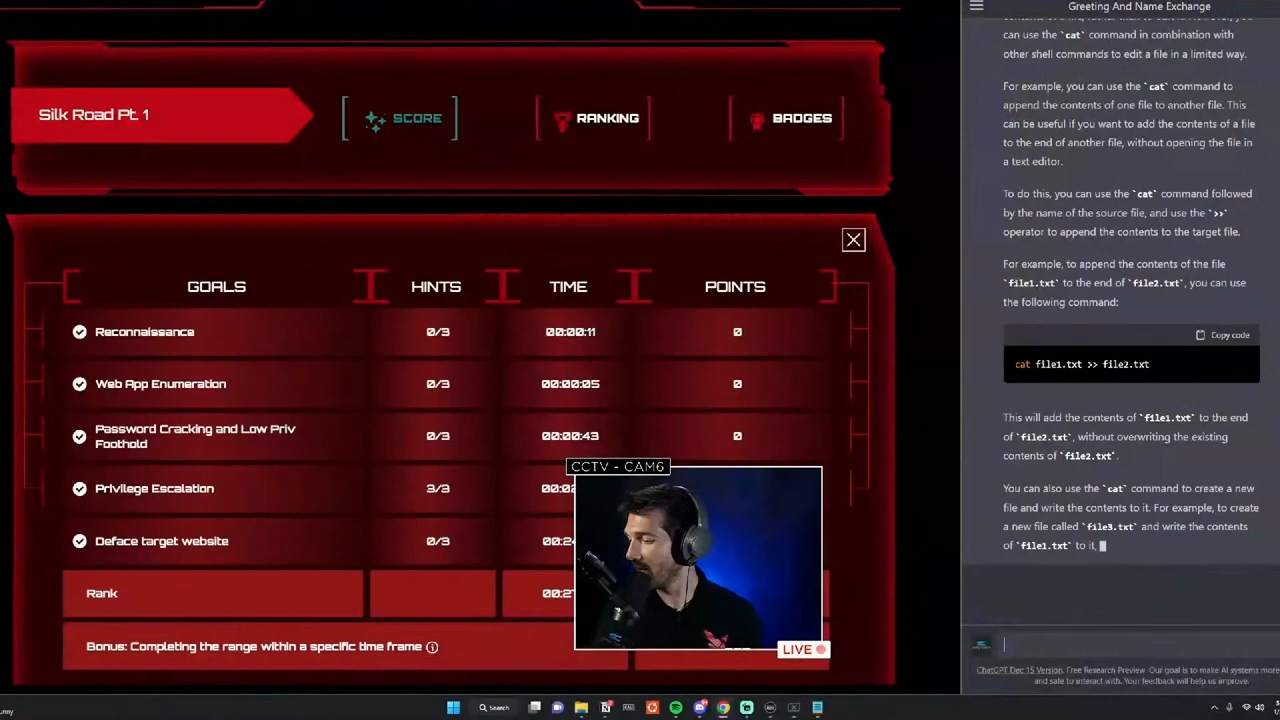 Greeting And Name Exchange
can use the `cat` command in combination with
other shell commands to edit a file in a limited way.
For example, you can use the `cat` command to
append the contents of one file to another file. This
can be useful if you want to add the contents of a file
to the end of another file, without opening the file in
a text editor.
To do this, you can use the `cat` command followed
by the name of the source file, and use the `>>`
operator to append the contents to the target file.
For example, to append the contents of the file
`file1.txt` to the end of `file2.txt`, you can use
the following command:
Copy code
cat file1.txt >> file2.txt
This will add the contents of `file1.txt` to the end
of `file2.txt`, without overwriting the existing
contents of `file2.txt`.
You can also use the `cat` command to create a new
file and write the contents to it. For example, to create
a new file called `file3.txt` and write the contents
of `file1.txt` to it,
ChatGPT Dec 15 Version. Free Research Preview. Our goal is to make AI systems more
and safe to interact with. Your feedback will help us improve.
Silk Road Pt. 1
SCORE
RANKING
BADGES
GOALS HINTS TIME POINTS
Reconnaissance 0/3 00:00:11 0
Web App Enumeration 0/3 00:00:05 0
Password Cracking and Low Priv
Foothold 0/3 00:00:43 0
Privilege Escalation 3/3
Deface target website 0/3
Rank
Bonus: Completing the range within a specific time frame
CCTV - CAM6
LIVE
Search